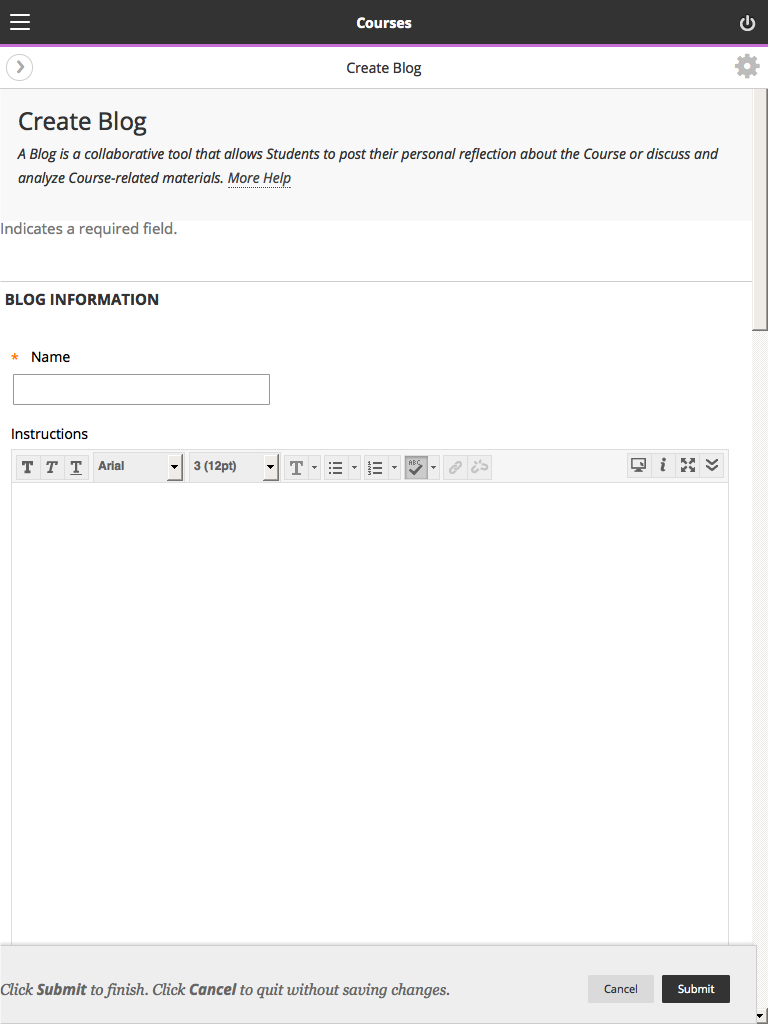 Courses
Create Blog
Create Blog
A Blog is a collaborative tool that allows Students to post their personal reflection about the Course or discuss and
analyze Course-related materials. More Help
Indicates a required field.
BLOG INFORMATION
* Name
Instructions
T T T Arial 3 (12pt) T ABC i
Click Submit to finish. Click Cancel to quit without saving changes.
Cancel Submit